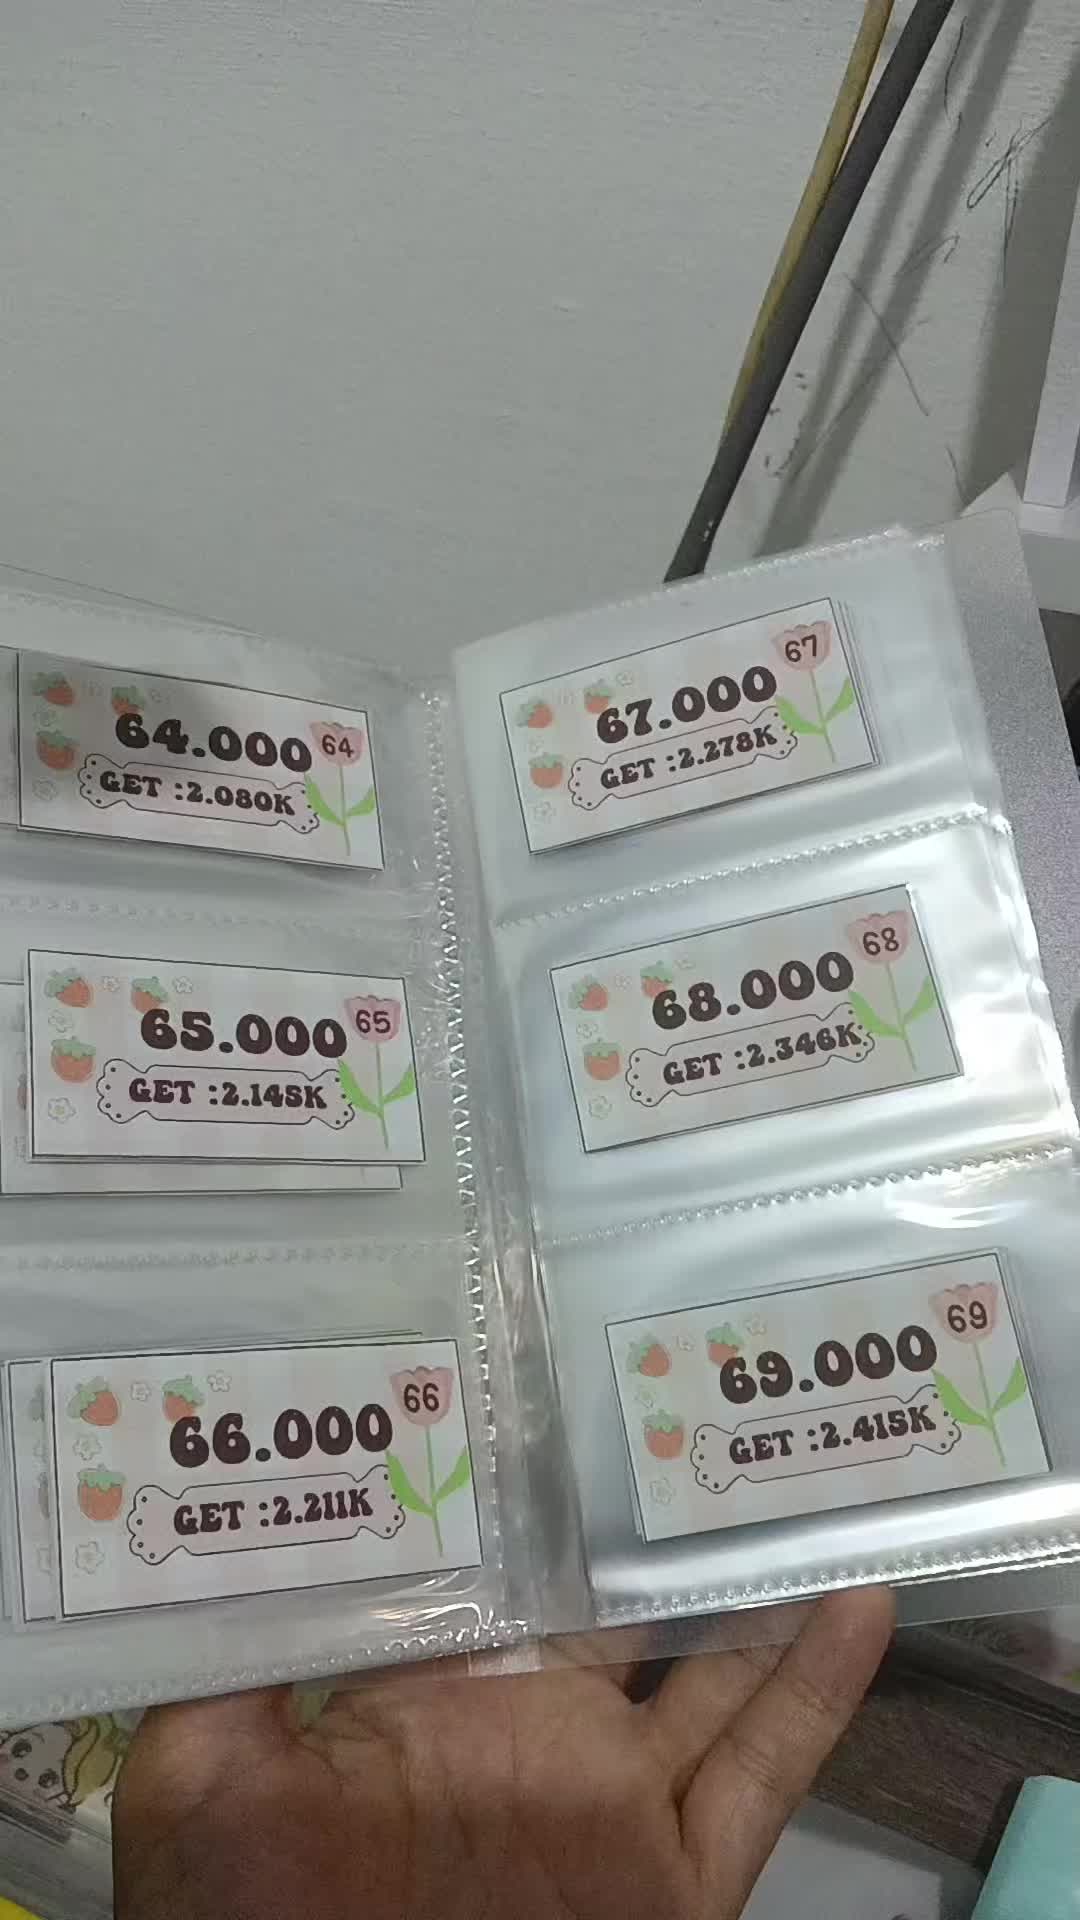 64.000
64
GET :2.080K
65.000
65
GET :2.145K
66.000
66
GET :2.211K
67.000
67
GET :2.278K
68.000
68
GET :2.346K
69.000
69
GET :2.415K